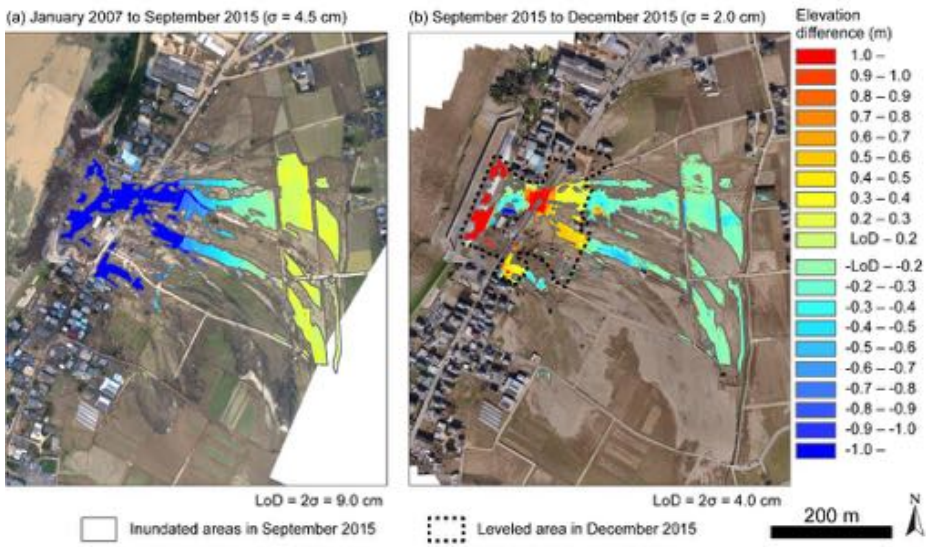 (a) January 2007 to September 2015 (σ = 4.5 cm)
(b) September 2015 to December 2015 (σ = 2.0 cm)
Elevation
difference (m)
1.0 –
0.9 – 1.0
0.8 – 0.9
0.7 – 0.8
0.6 – 0.7
0.5 – 0.6
0.4 – 0.5
0.3 – 0.4
0.2 – 0.3
LoD – 0.2
-LoD – -0.2
-0.2 – -0.3
-0.3 – -0.4
-0.4 – -0.5
-0.5 – -0.6
-0.6 – -0.7
-0.7 – -0.8
-0.8 – -0.9
-0.9 – -1.0
-1.0 –
LoD = 2σ = 9.0 cm
LoD = 2σ = 4.0 cm
Inundated areas in September 2015
Leveled area in December 2015
200 m
N